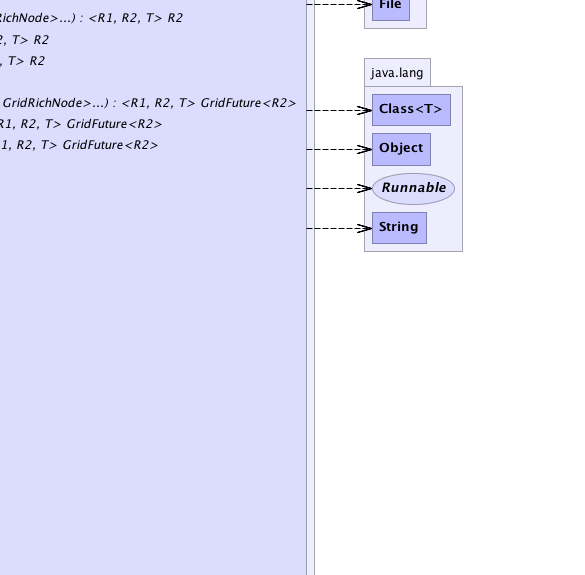 RichNode>...) : <R1, R2, T> R2
2, T> R2
, T> R2
GridRichNode>...) : <R1, R2, T> GridFuture<R2>
R1, R2, T> GridFuture<R2>
1, R2, T> GridFuture<R2>
File
java.lang
Class<T>
Object
Runnable
String